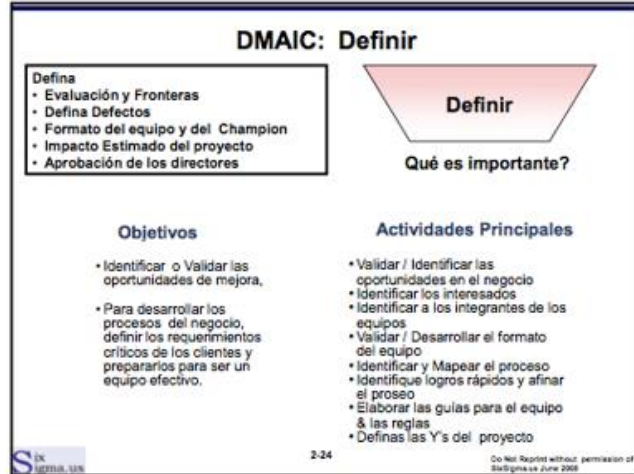 DMAIC: Definir
Defina
• Evaluación y Fronteras
• Defina Defectos
• Formato del equipo y del Champion
• Impacto Estimado del proyecto
• Aprobación de los directores
Definir
Qué es importante?
Objetivos
• Identificar o Validar las
oportunidades de mejora,
• Para desarrollar los
procesos del negocio,
definir los requerimientos
críticos de los clientes y
prepararlos para ser un
equipo efectivo.
Actividades Principales
• Validar / Identificar las
oportunidades en el negocio
• Identificar los interesados
• Identificar a los integrantes de los
equipos
• Validar / Desarrollar el formato
del equipo
• Identificar y Mapear el proceso
• Identifique logros rápidos y afinar
el proseo
• Elaborar las guías para el equipo
& las reglas
• Definas las Y's del proyecto
Six
Sigma.us
2-24
Do Not Reprint without permission of
SixSigma.us June 2008